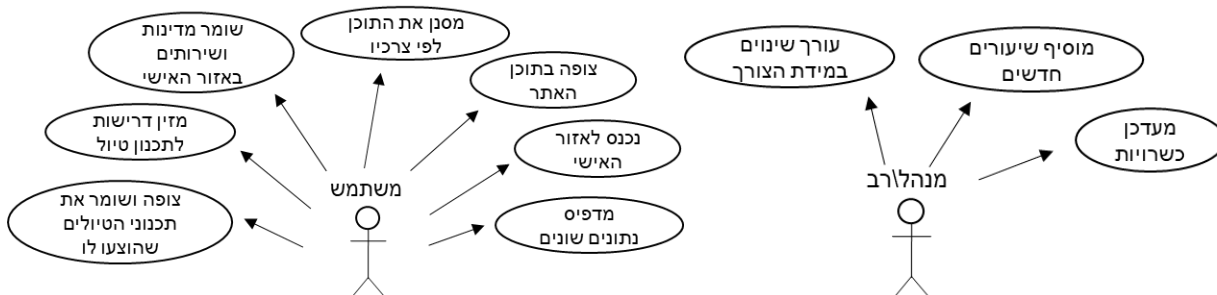 מוסיף שיעורים
חדשים
עורך שינוים
במידת הצורך
מעדכן
כשרויות
מנהל\רב
מסנן את התוכן
לפי צרכיו
שומר מדינות
ושירותים
באזור האישי
צופה בתוכן
האתר
מזין דרישות
לתכנון טיול
נכנס לאזור
האישי
משתמש
צופה ושומר את
תכנוני הטיולים
שהוצעו לו
מדפיס
נתונים שונים